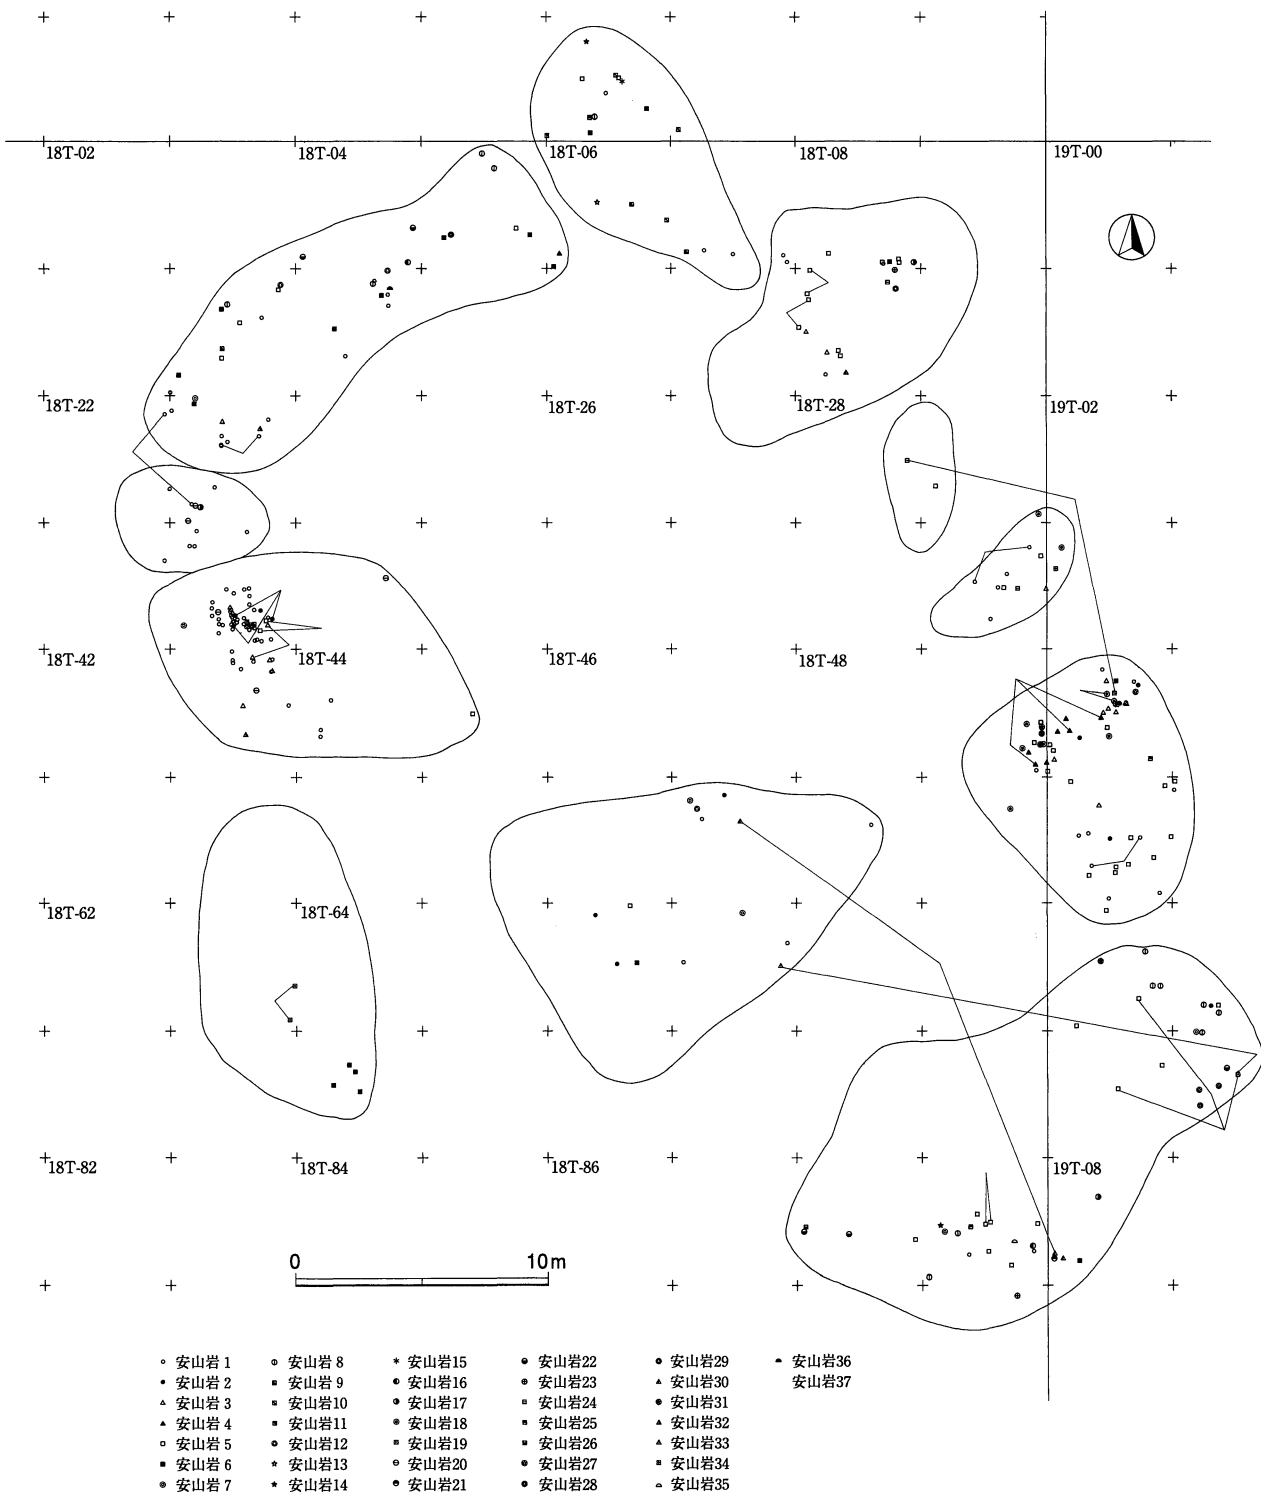 18T-02 18T-04 18T-06 18T-08 19T-00
18T-22 18T-26 18T-28 19T-02
18T-42 18T-44 18T-46 18T-48
18T-62 18T-64
18T-82 18T-84 18T-86 19T-08
0 10m
安山岩 1 安山岩 8 安山岩15 安山岩22 安山岩29 安山岩36
安山岩 2 安山岩 9 安山岩16 安山岩23 安山岩30 安山岩37
安山岩 3 安山岩10 安山岩17 安山岩24 安山岩31
安山岩 4 安山岩11 安山岩18 安山岩25 安山岩32
安山岩 5 安山岩12 安山岩19 安山岩26 安山岩33
安山岩 6 安山岩13 安山岩20 安山岩27 安山岩34
安山岩 7 安山岩14 安山岩21 安山岩28 安山岩35